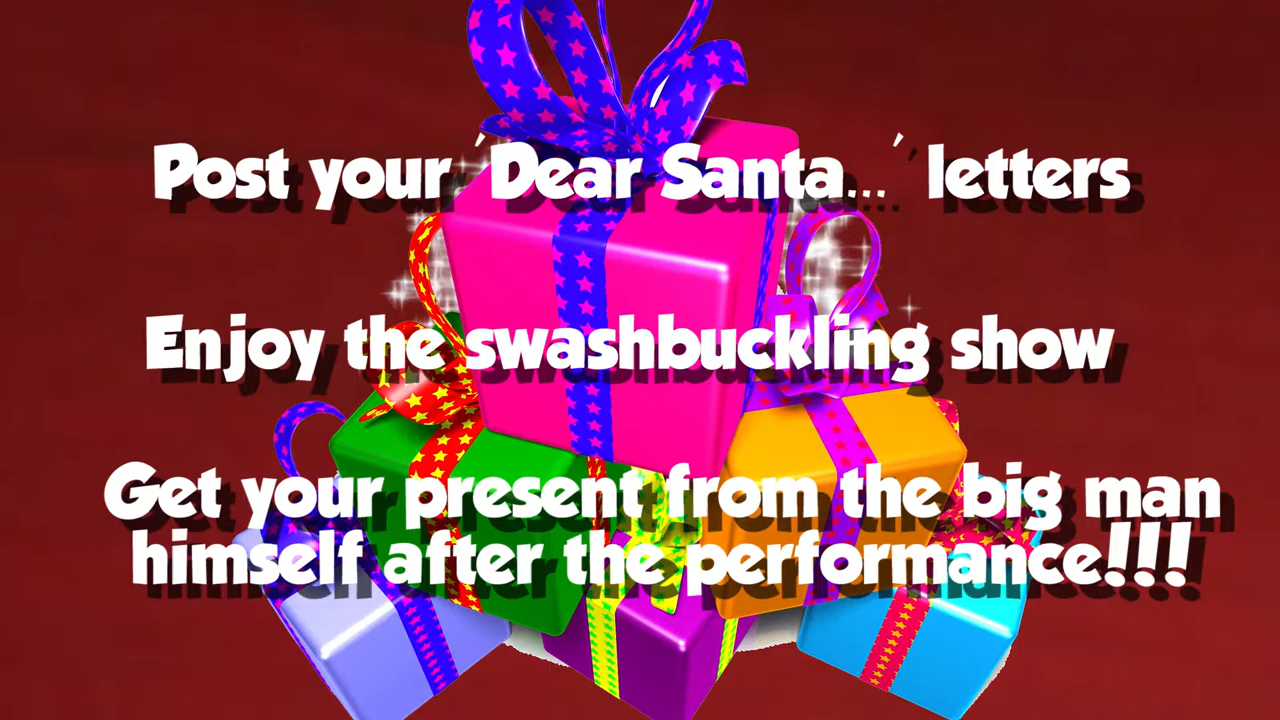 Post your 'Dear Santa...' letters
Enjoy the swashbuckling show
Get your present from the big man
himself after the performance!!!